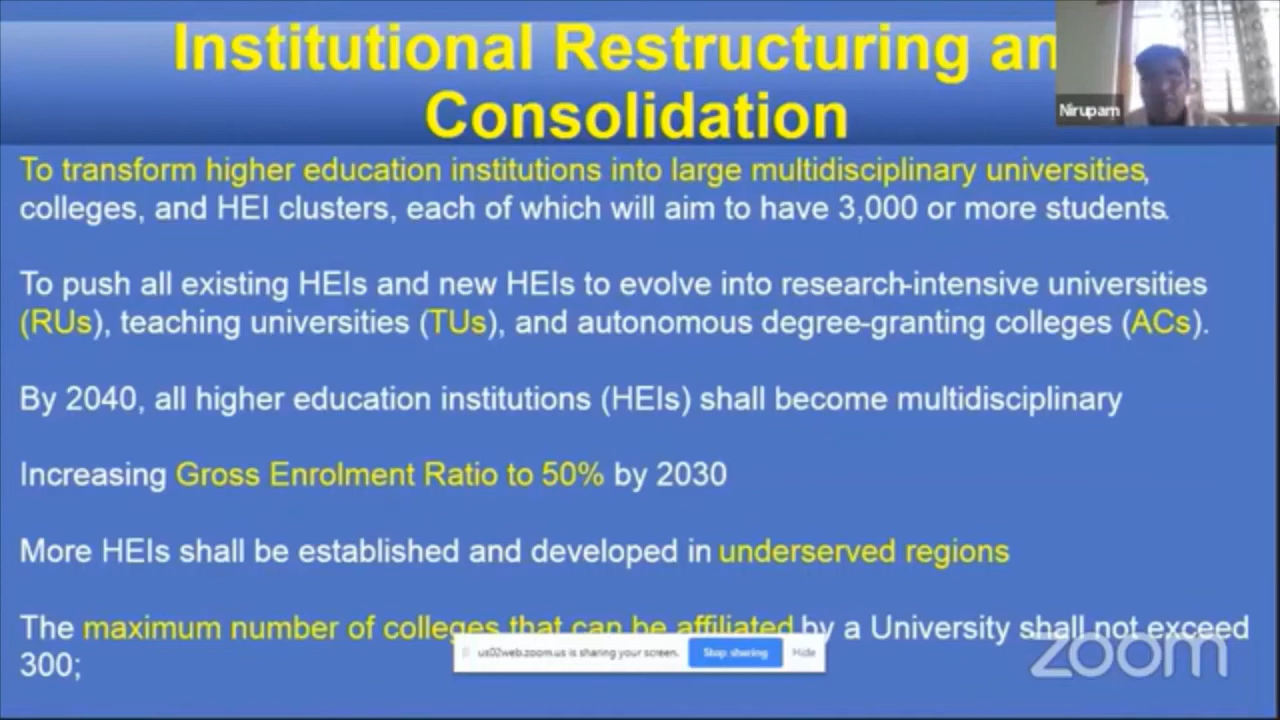 Institutional Restructuring an
Consolidation
Nirupam
To transform higher education institutions into large multidisciplinary universities,
colleges, and HEI clusters, each of which will aim to have 3,000 or more students.
To push all existing HEIs and new HEIs to evolve into research-intensive universities
(RUs), teaching universities (TUs), and autonomous degree-granting colleges (ACs).
By 2040, all higher education institutions (HEIs) shall become multidisciplinary
Increasing Gross Enrolment Ratio to 50% by 2030
More HEIs shall be established and developed in underserved regions
The maximum number of colleges that can be affiliated by a University shall not exceed
300;
us02web.zoom.us is sharing your screen. Stop sharing Hide
zoom